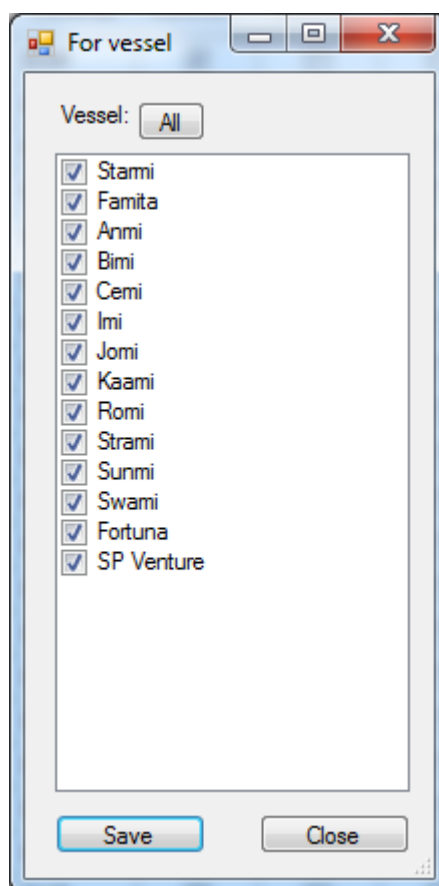 For vessel
Vessel: All
Starmi
Famita
Anmi
Bimi
Cemi
Imi
Jomi
Kaami
Romi
Strami
Sunmi
Swami
Fortuna
SP Venture
Save Close